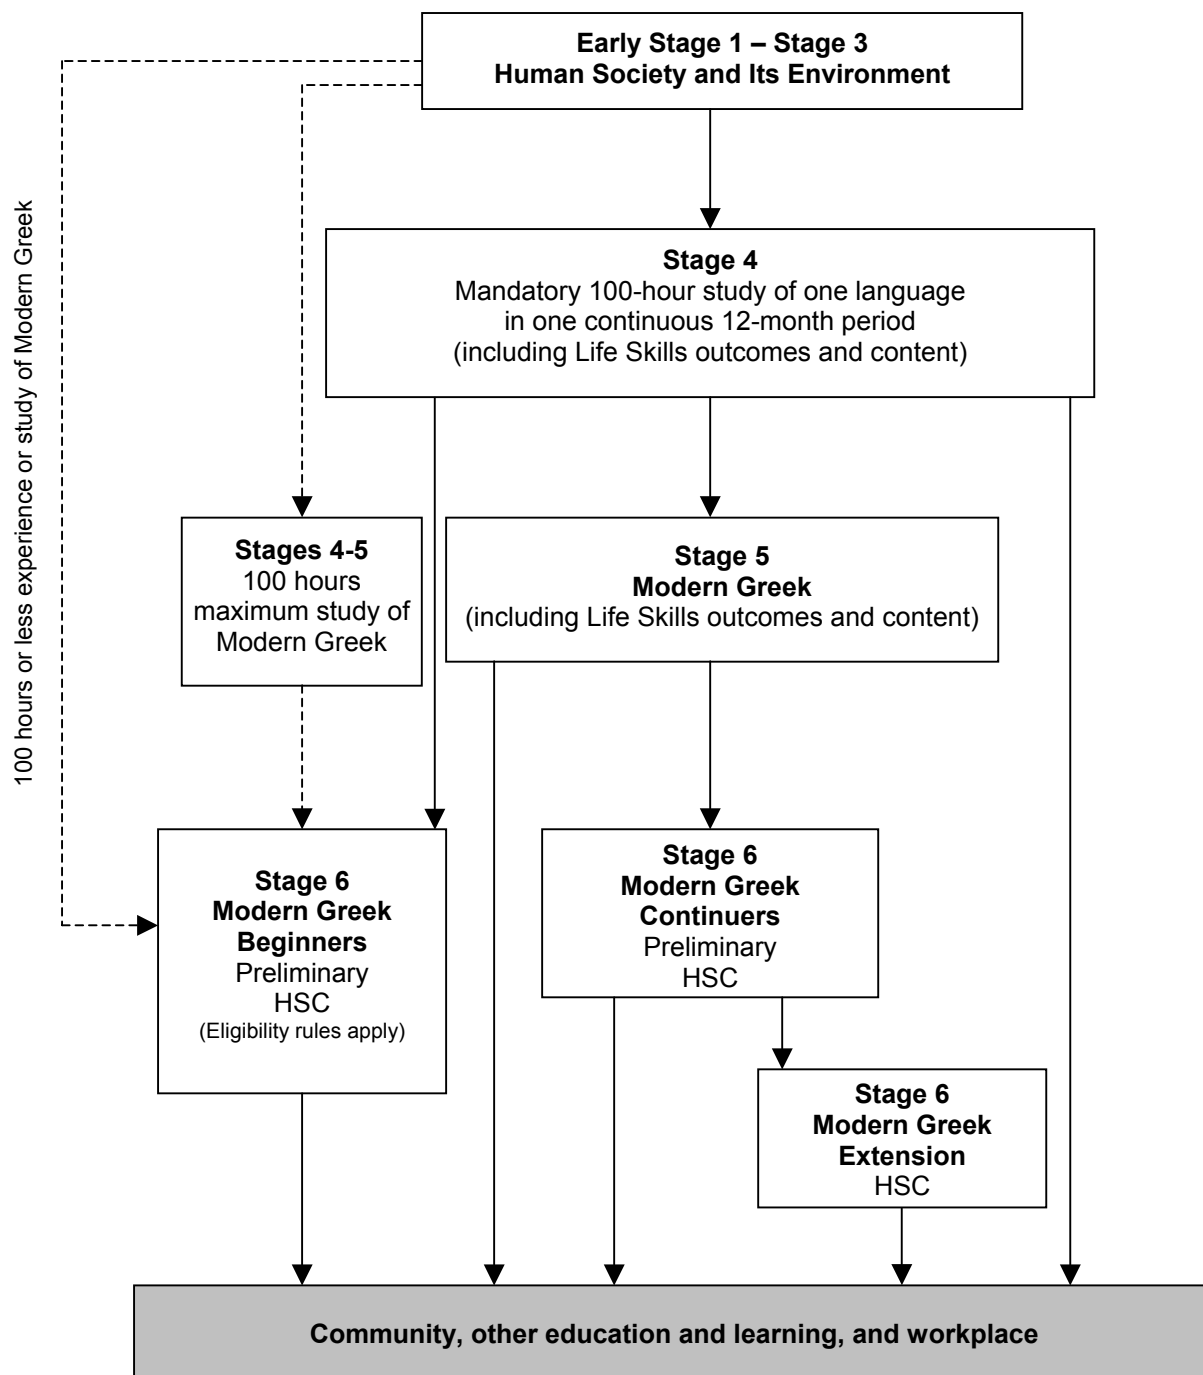 Early Stage 1 – Stage 3
Human Society and Its Environment
100 hours or less experience or study of Modern Greek
Stage 4
Mandatory 100-hour study of one language
in one continuous 12-month period
(including Life Skills outcomes and content)
Stages 4-5
100 hours
maximum study of
Modern Greek
Stage 5
Modern Greek
(including Life Skills outcomes and content)
Stage 6
Modern Greek
Beginners
Preliminary
HSC
(Eligibility rules apply)
Stage 6
Modern Greek
Continuers
Preliminary
HSC
Stage 6
Modern Greek
Extension
HSC
Community, other education and learning, and workplace